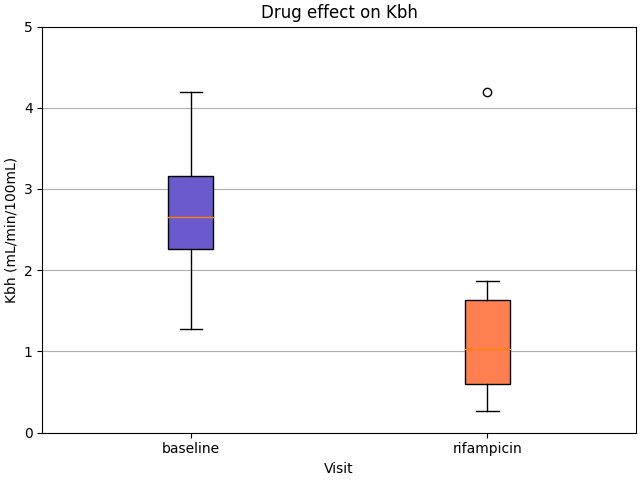 Drug effect on Kbh
5
4
3
2
1
0
Kbh (mL/min/100mL)
baseline
rifampicin
Visit